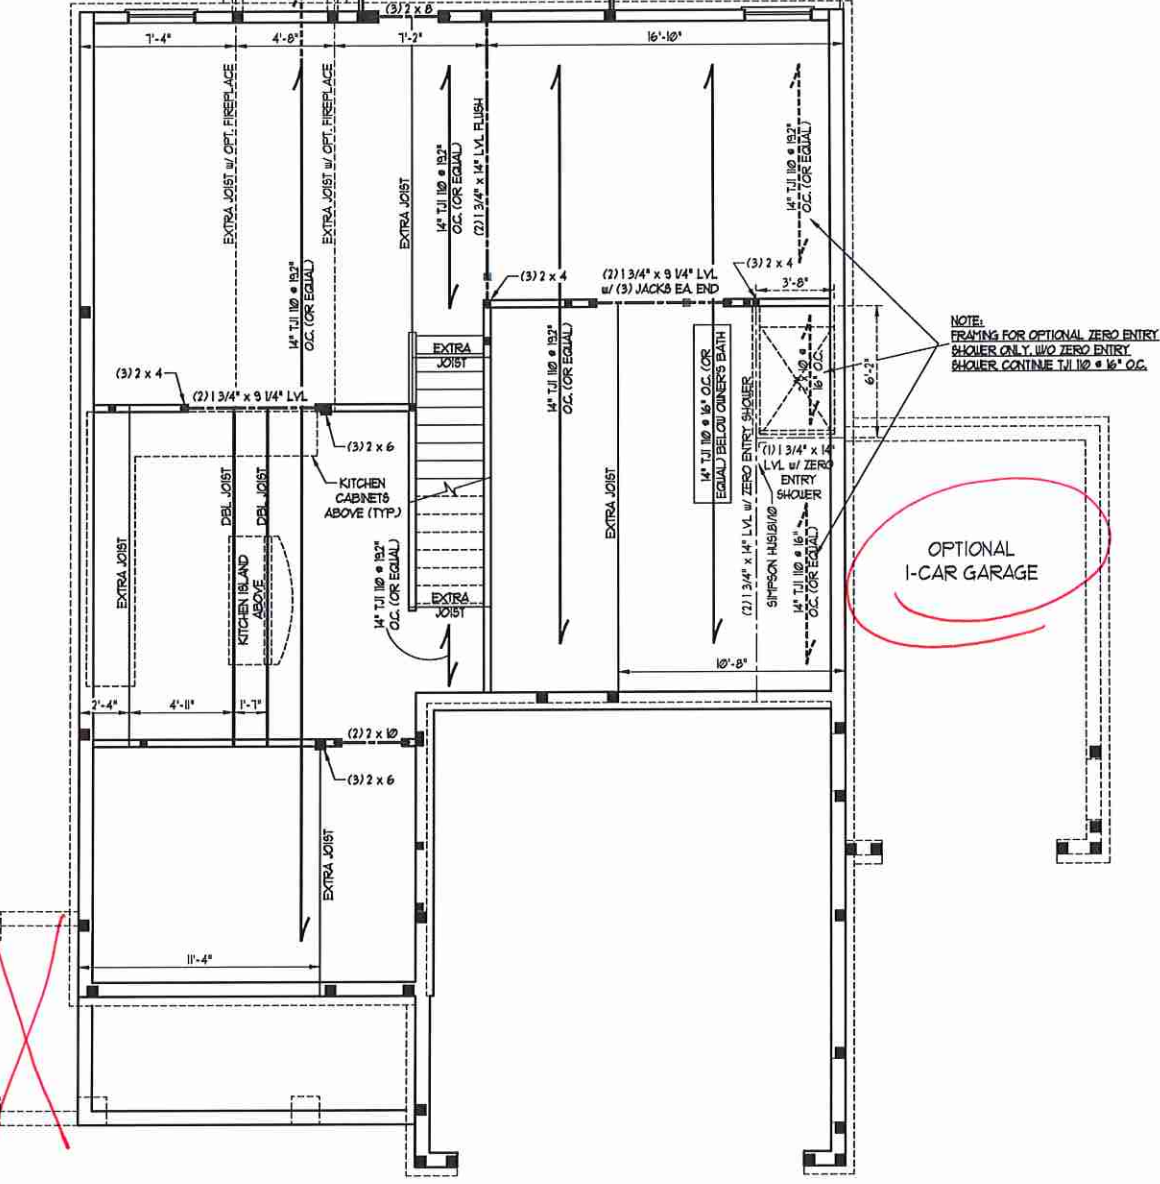 (3) 2 x 8
7'-4"
4'-8"
7'-2"
16'-10"
EXTRA JOIST w/ OPT. FIREPLACE
14" TJI 110 @ 19.2"
O.C. (OR EQUAL)
EXTRA JOIST w/ OPT. FIREPLACE
EXTRA JOIST
14" TJI 110 @ 19.2"
O.C. (OR EQUAL)
(2) 1 3/4" x 14" LVL FLUSH
14" TJI 110 @ 19.2"
O.C. (OR EQUAL)
(3) 2 x 4
(2) 1 3/4" x 9 1/4" LVL
w/ (3) JACKS EA. END
(3) 2 x 4
3'-8"
NOTE:
FRAMING FOR OPTIONAL ZERO ENTRY
SHOWER ONLY. W/O ZERO ENTRY
SHOWER, CONTINUE TJI 110 @ 16" O.C.
EXTRA
JOIST
14" TJI 110 @ 19.2"
O.C. (OR EQUAL)
14" TJI 110 @ 16" O.C. (OR
EQUAL) BELOW OWNER'S BATH
(2) 1 3/4" x 14" LVL w/ ZERO ENTRY SHOWER
2 x 10 @
16" O.C.
6'-2"
(3) 2 x 4
(2) 1 3/4" x 9 1/4" LVL
(3) 2 x 6
(1) 1 3/4" x 14"
LVL w/ ZERO
ENTRY
SHOWER
KITCHEN
CABINETS
ABOVE (TYP.)
EXTRA JOIST
DBL JOIST
DBL JOIST
KITCHEN ISLAND
ABOVE
14" TJI 110 @ 19.2"
O.C. (OR EQUAL)
EXTRA
JOIST
EXTRA JOIST
SIMPSON HUS1.81/10
14" TJI 110 @ 16"
O.C. (OR EQUAL)
OPTIONAL
1-CAR GARAGE
10'-8"
2'-4"
4'-11"
1'-7"
(2) 2 x 10
(3) 2 x 6
EXTRA JOIST
11'-4"